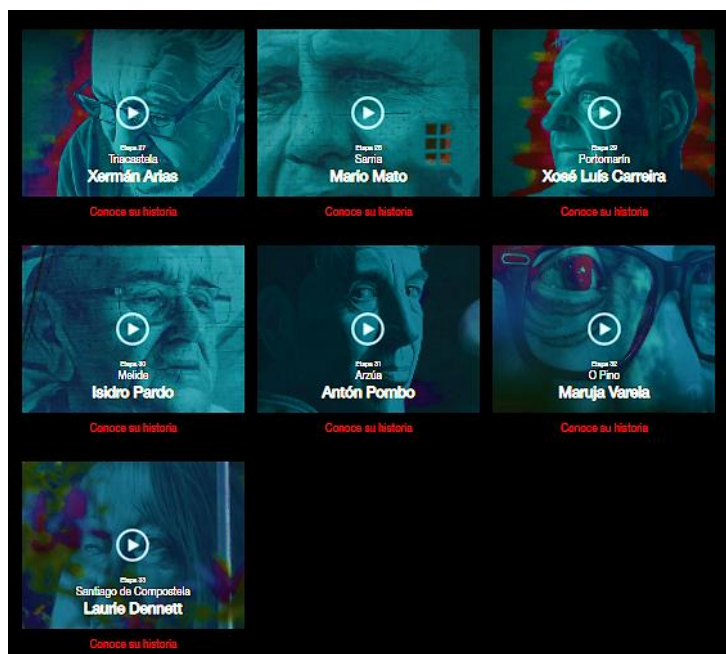 Etapa 27
Triacastela
Xermán Arias
Conoce su historia
Etapa 28
Sarria
Mario Mato
Conoce su historia
Etapa 29
Portomarín
Xosé Luís Carreira
Conoce su historia
Etapa 30
Melide
Isidro Pardo
Conoce su historia
Etapa 31
Arzúa
Antón Pombo
Conoce su historia
Etapa 32
O Pino
Maruja Varela
Conoce su historia
Etapa 33
Santiago de Compostela
Laurie Dennett
Conoce su historia